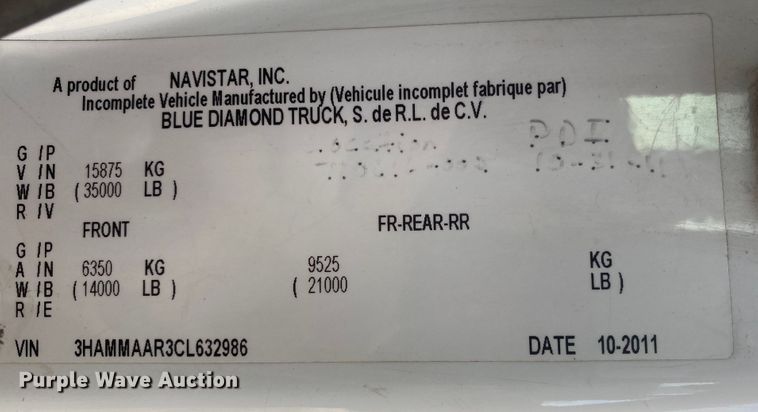 A product of NAVISTAR, INC.
Incomplete Vehicle Manufactured by (Vehicule incomplet fabrique par)
BLUE DIAMOND TRUCK, S. de R.L. de C.V.
G /P
V /N 15875 KG
W /B ( 35000 LB )
R /V
FRONT FR-REAR-RR
G /P
A /N 6350 KG 9525 KG
W /B ( 14000 LB ) ( 21000 LB )
R /E
VIN 3HAMMAAR3CL632986 DATE 10-2011
Purple Wave Auction